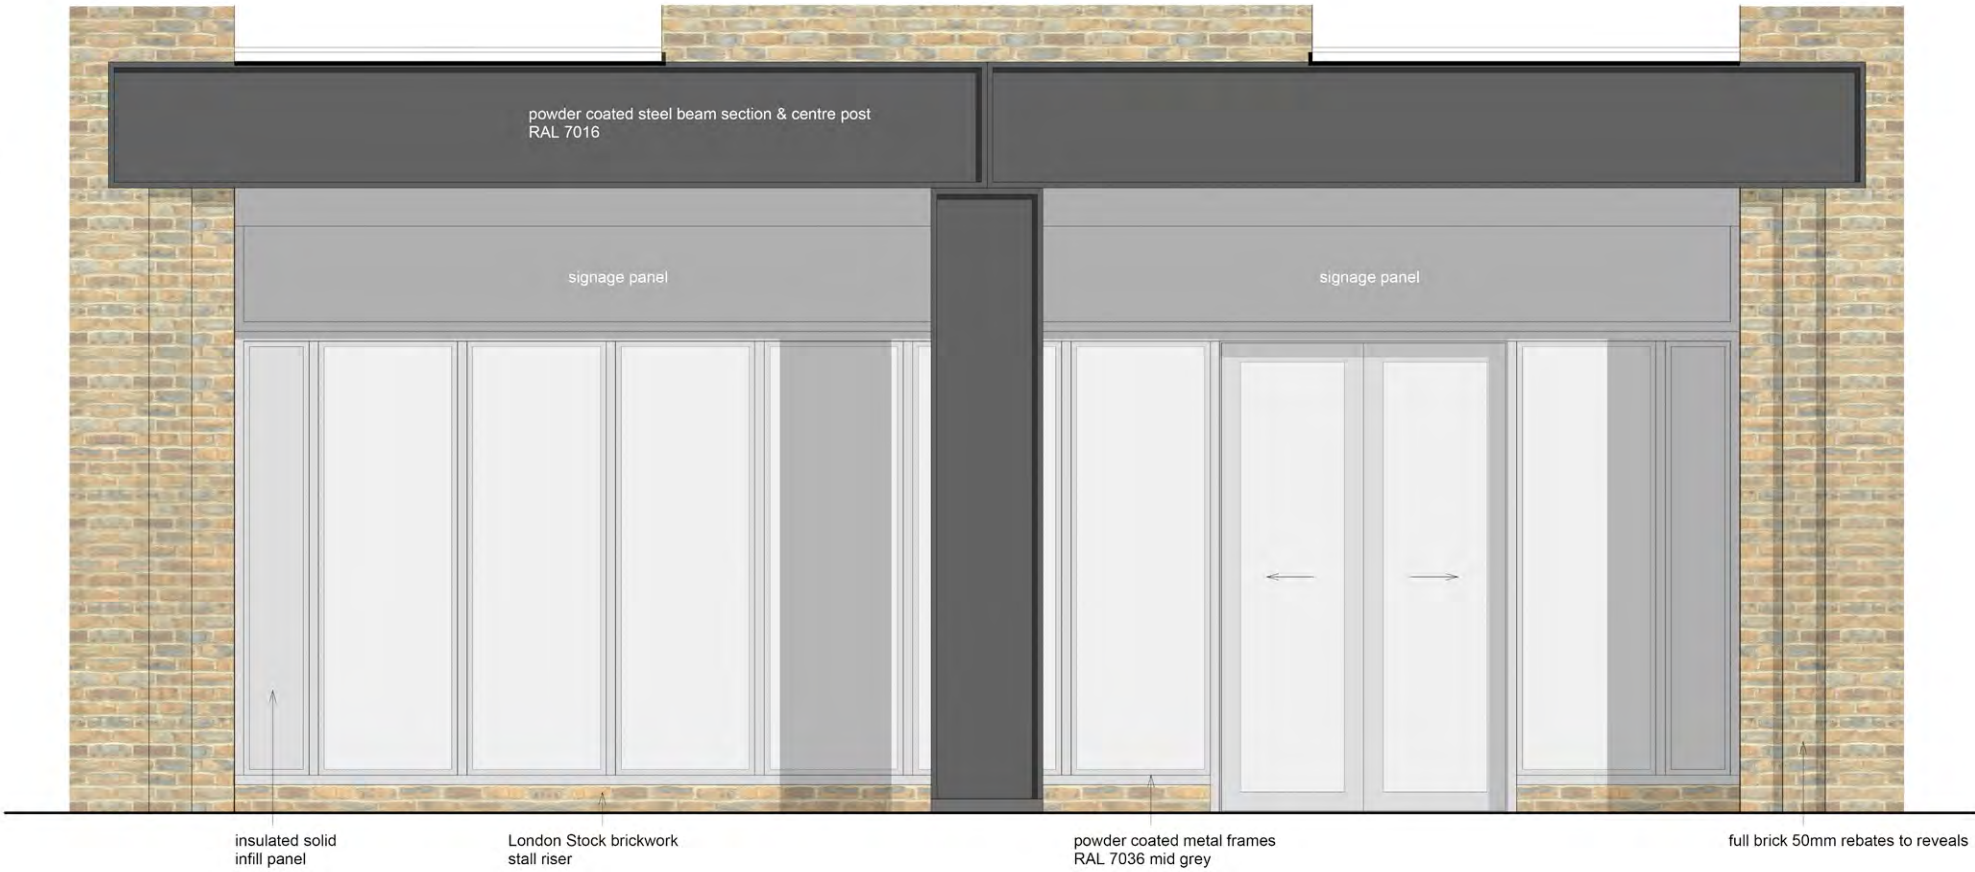 powder coated steel beam section & centre post
RAL 7016
signage panel
signage panel
insulated solid
infill panel
London Stock brickwork
stall riser
powder coated metal frames
RAL 7036 mid grey
full brick 50mm rebates to reveals